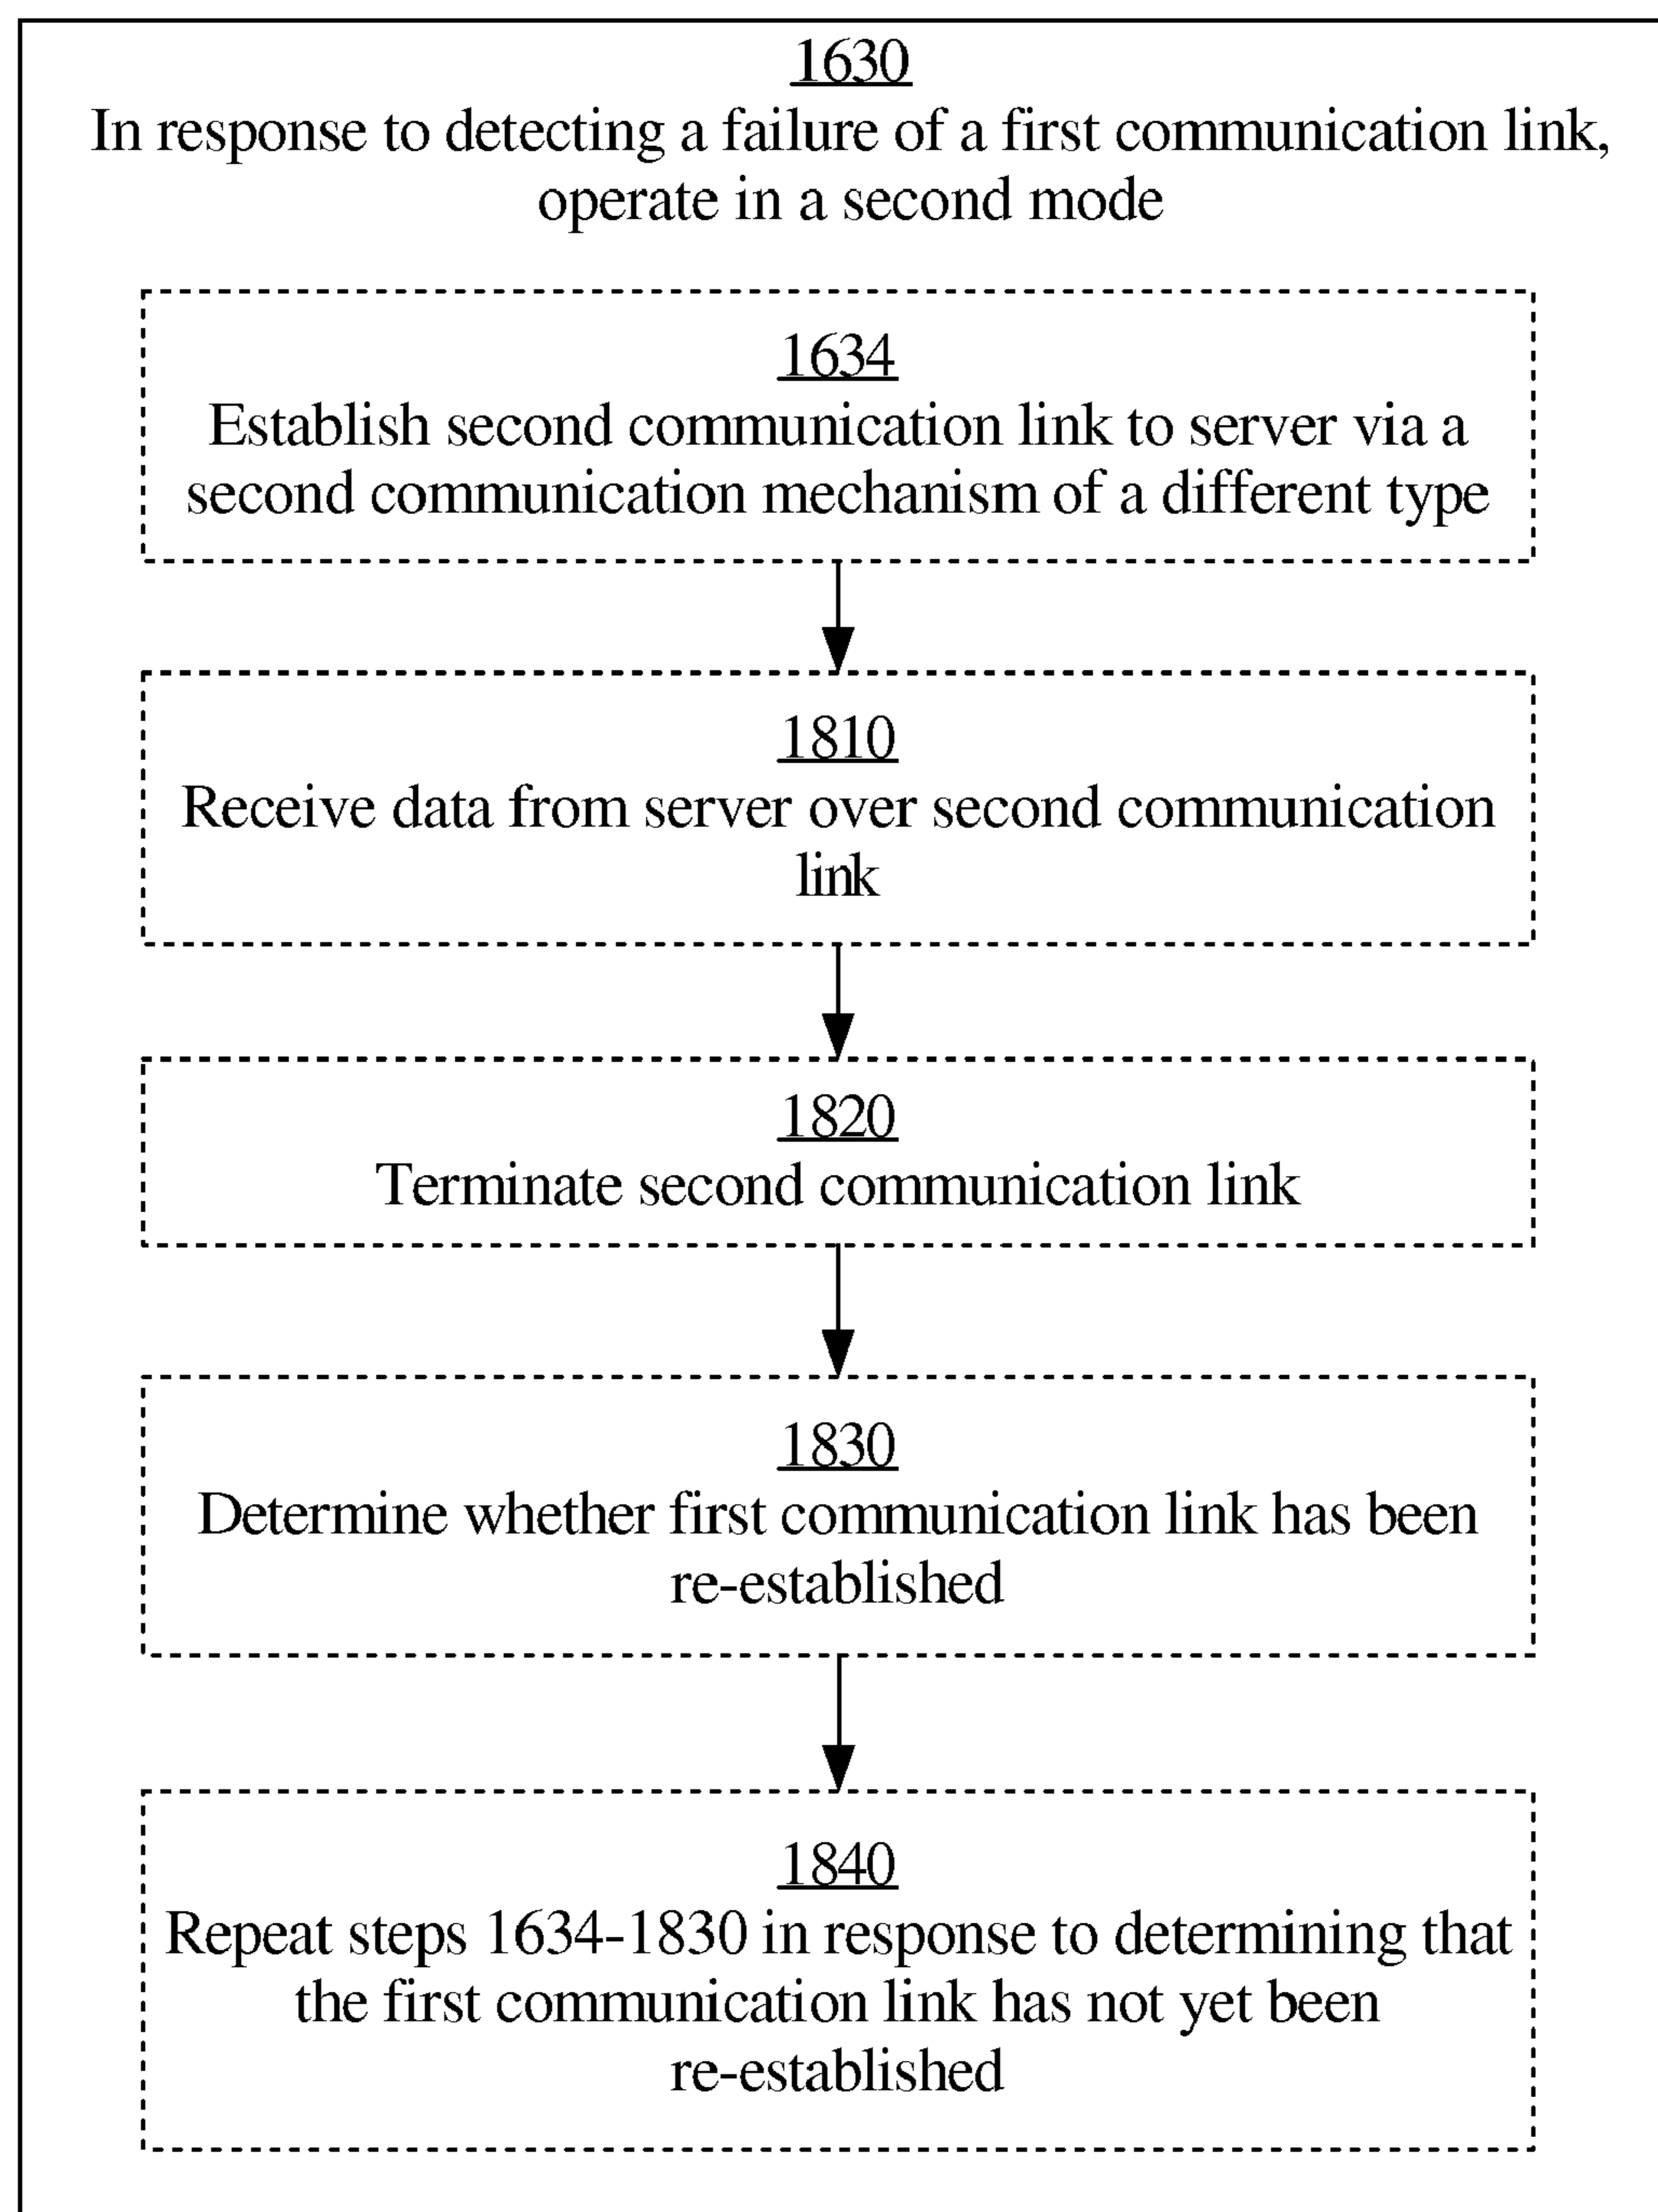 1630
In response to detecting a failure of a first communication link,
operate in a second mode
1634
Establish second communication link to server via a
second communication mechanism of a different type
1810
Receive data from server over second communication
link
1820
Terminate second communication link
1830
Determine whether first communication link has been
re-established
1840
Repeat steps 1634-1830 in response to determining that
the first communication link has not yet been
re-established